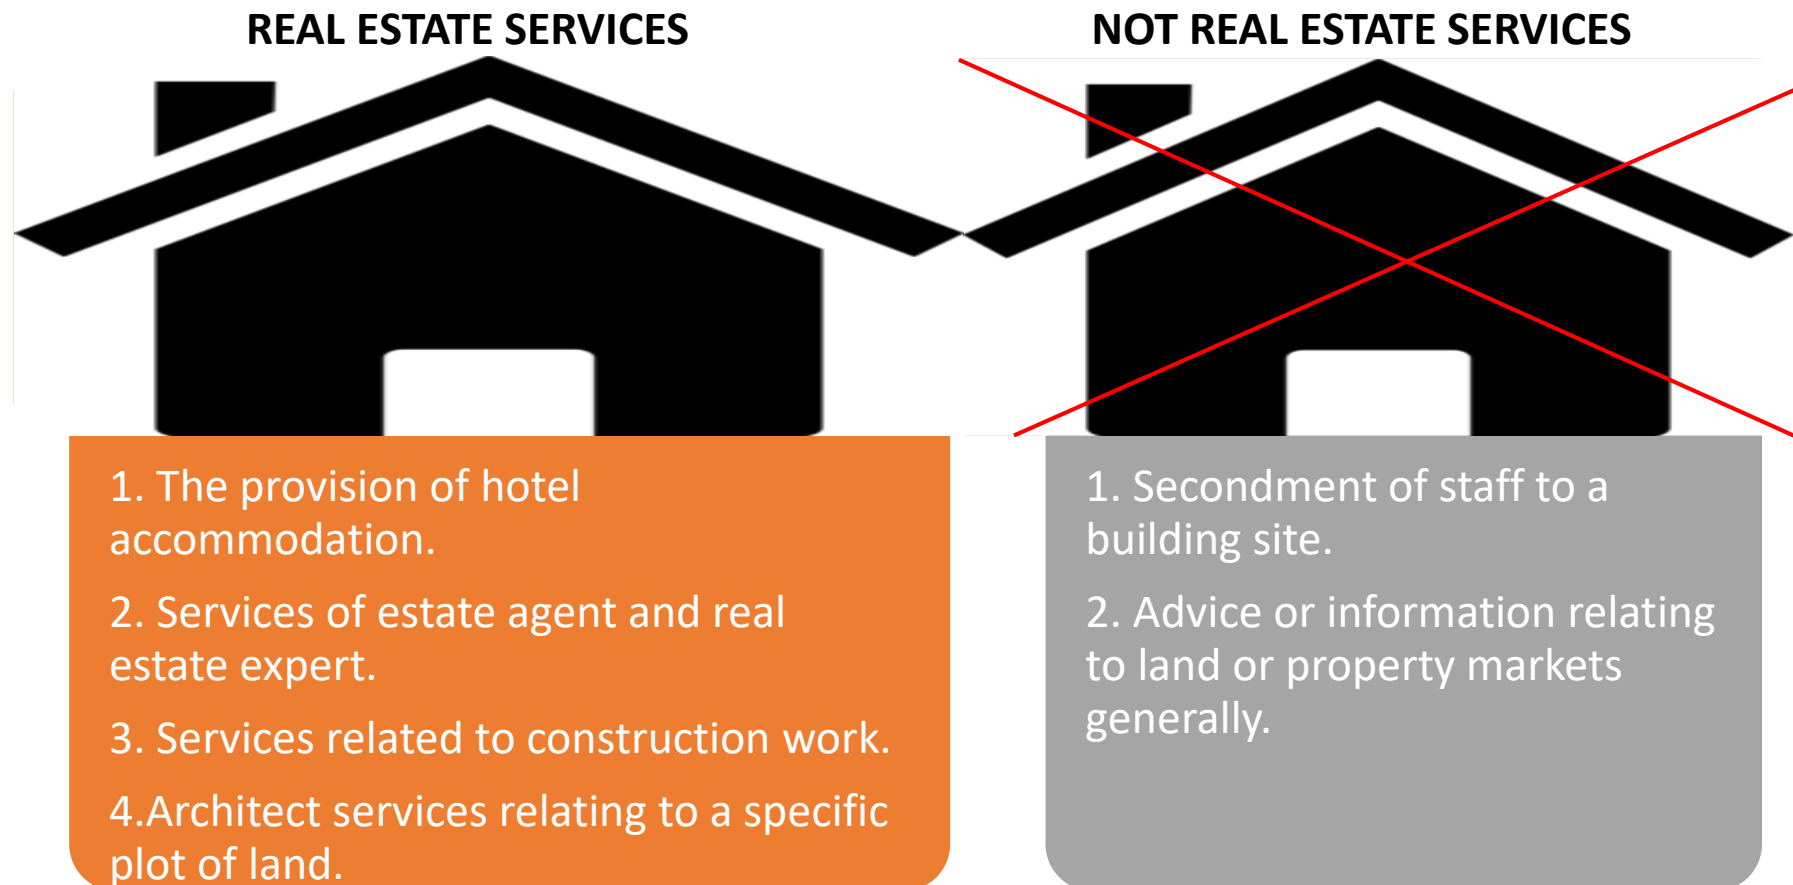 REAL ESTATE SERVICES
NOT REAL ESTATE SERVICES
1. The provision of hotel
accommodation.
2. Services of estate agent and real
estate expert.
3. Services related to construction work.
4.Architect services relating to a specific
plot of land.
1. Secondment of staff to a
building site.
2. Advice or information relating
to land or property markets
generally.